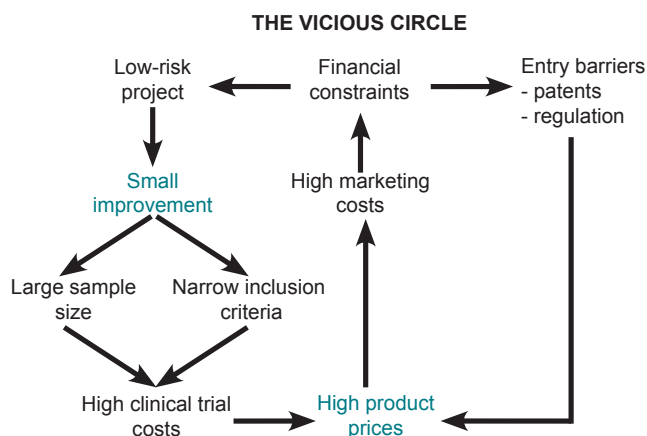 THE VICIOUS CIRCLE
Low-risk
project
Financial
constraints
Entry barriers
- patents
- regulation
Small
improvement
High marketing
costs
Large sample
size
Narrow inclusion
criteria
High clinical trial
costs
High product
prices